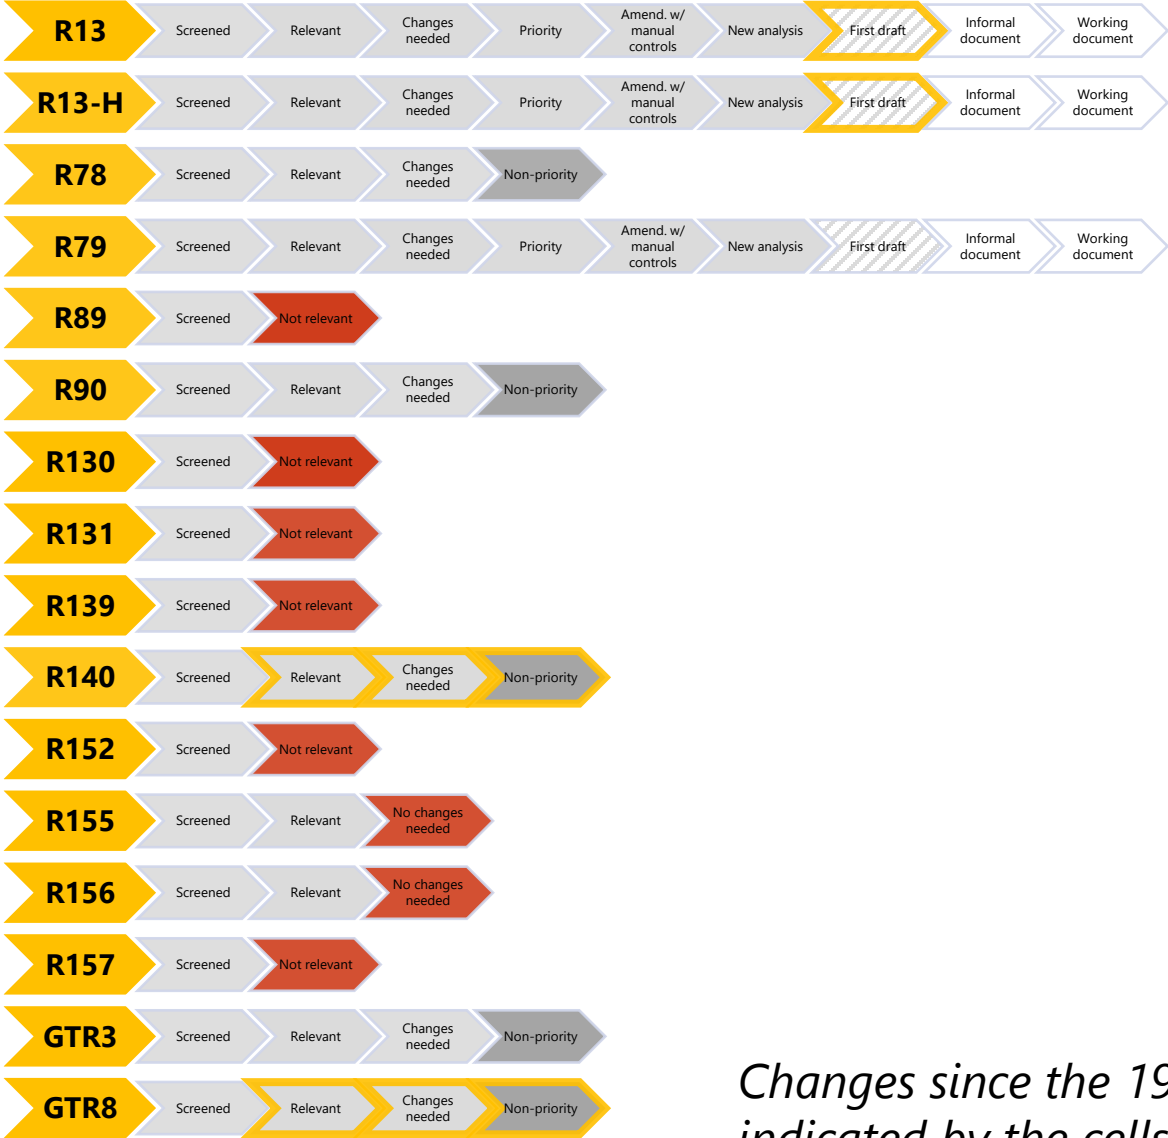 R13 Screened Relevant Changes needed Priority Amend. w/ manual controls New analysis First draft Informal document Working document
R13-H Screened Relevant Changes needed Priority Amend. w/ manual controls New analysis First draft Informal document Working document
R78 Screened Relevant Changes needed Non-priority
R79 Screened Relevant Changes needed Priority Amend. w/ manual controls New analysis First draft Informal document Working document
R89 Screened Not relevant
R90 Screened Relevant Changes needed Non-priority
R130 Screened Not relevant
R131 Screened Not relevant
R139 Screened Not relevant
R140 Screened Relevant Changes needed Non-priority
R152 Screened Not relevant
R155 Screened Relevant No changes needed
R156 Screened Relevant No changes needed
R157 Screened Not relevant
GTR3 Screened Relevant Changes needed Non-priority
GTR8 Screened Relevant Changes needed Non-priority
Changes since the 19
indicated by the cells